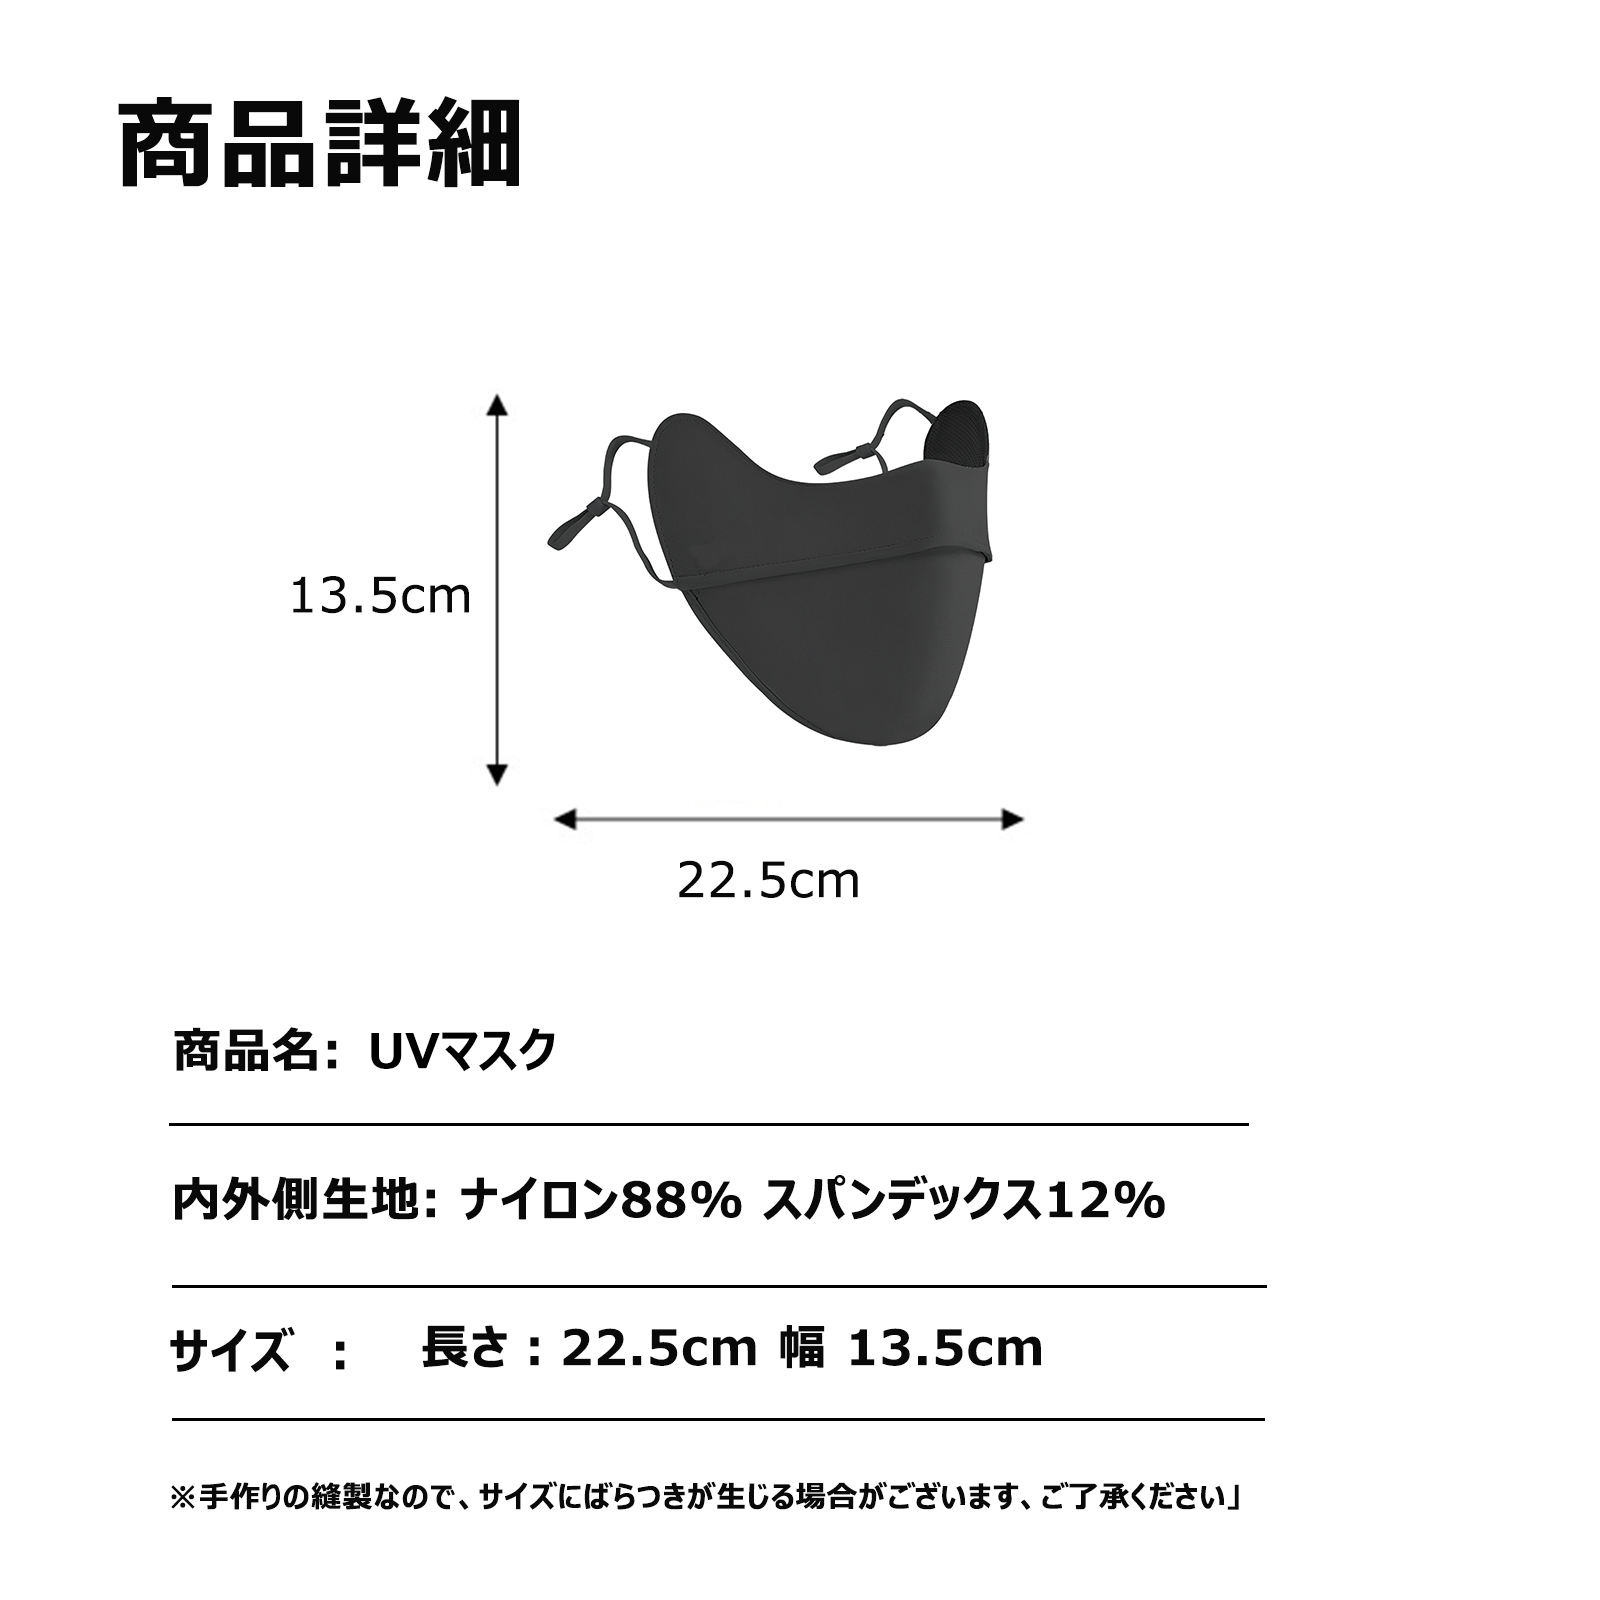 商品詳細
13.5cm
22.5cm
商品名: UVマスク
内外側生地: ナイロン88% スパンデックス12%
サイズ : 長さ : 22.5cm 幅 13.5cm
※手作りの縫製なので、サイズにばらつきが生じる場合がございます、ご了承ください」